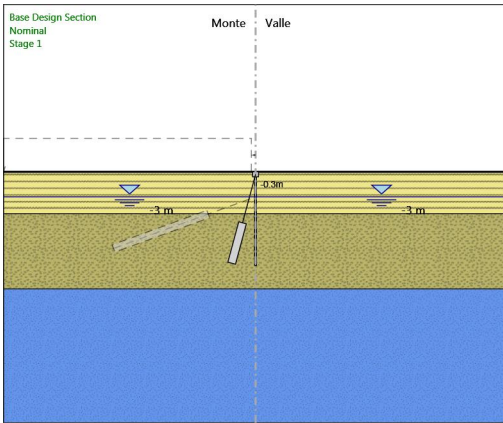 Base Design Section
Nominal
Stage 1
Monte
Valle
-0.3m
-3 m
-3 m